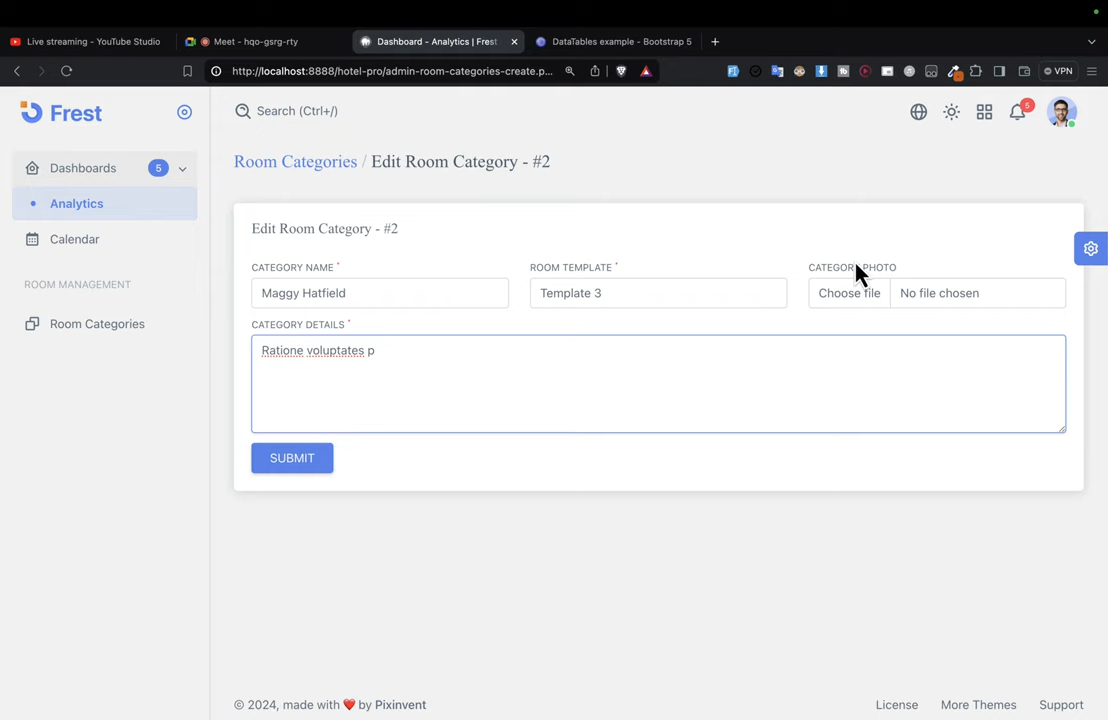 Live streaming - YouTube Studio
Meet - hqo-gsrg-rty
Dashboard - Analytics | Frest
DataTables example - Bootstrap 5
http://localhost:8888/hotel-pro/admin-room-categories-create.p...
VPN
Frest
Search (Ctrl+/)
5
Dashboards 5
Room Categories / Edit Room Category - #2
Analytics
Calendar
ROOM MANAGEMENT
Room Categories
Edit Room Category - #2
CATEGORY NAME *
ROOM TEMPLATE *
CATEGORY PHOTO
Maggy Hatfield
Template 3
Choose file No file chosen
CATEGORY DETAILS *
Ratione voluptates p
SUBMIT
© 2024, made with ❤️ by Pixinvent
License
More Themes
Support